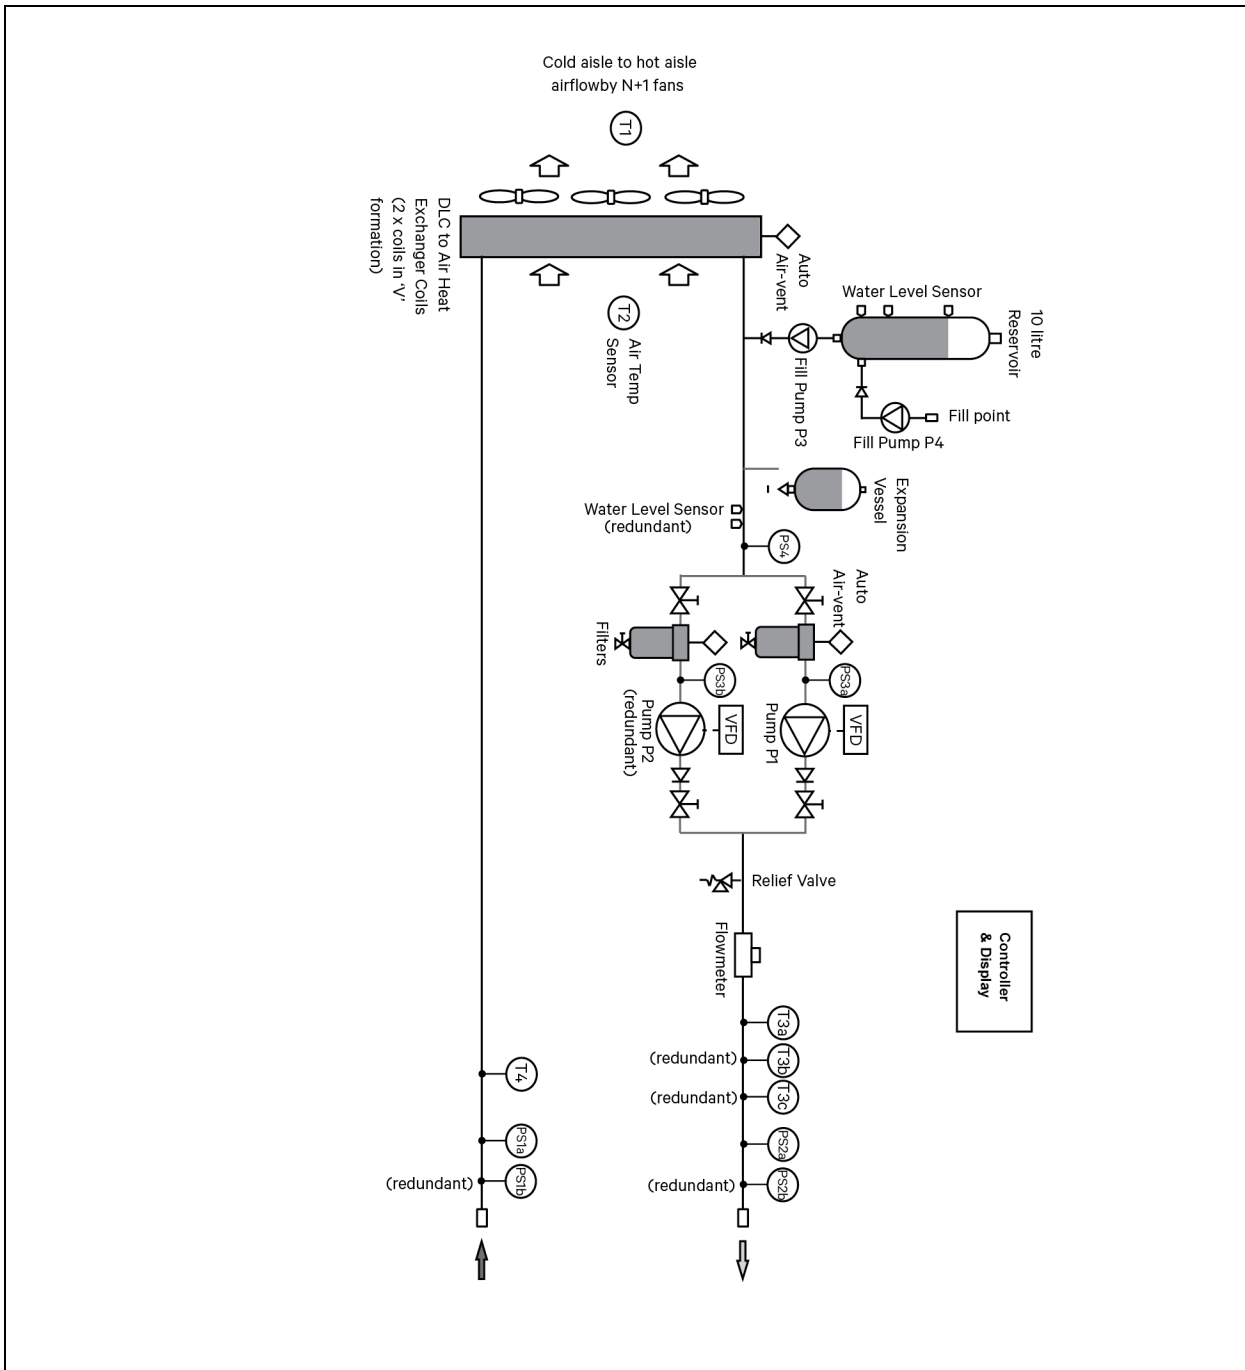 Cold aisle to hot aisle
airflowby N+1 fans
T1
DLC to Air Heat
Exchanger Coils
(2 x coils in 'V'
formation)
Auto
Air-vent
T2
Air Temp
Sensor
Water Level Sensor
10 litre
Reservoir
Fill Pump P3
Fill point
Fill Pump P4
Expansion
Vessel
Water Level Sensor
(redundant)
PS4
Auto
Air-vent
Filters
PS3b
PS3a
Pump P2
(redundant)
VFD
Pump P1
VFD
Relief Valve
Flowmeter
Controller
& Display
T3a
(redundant)
T3b
(redundant)
T3c
T4
PS1a
PS2a
(redundant)
PS1b
(redundant)
PS2b